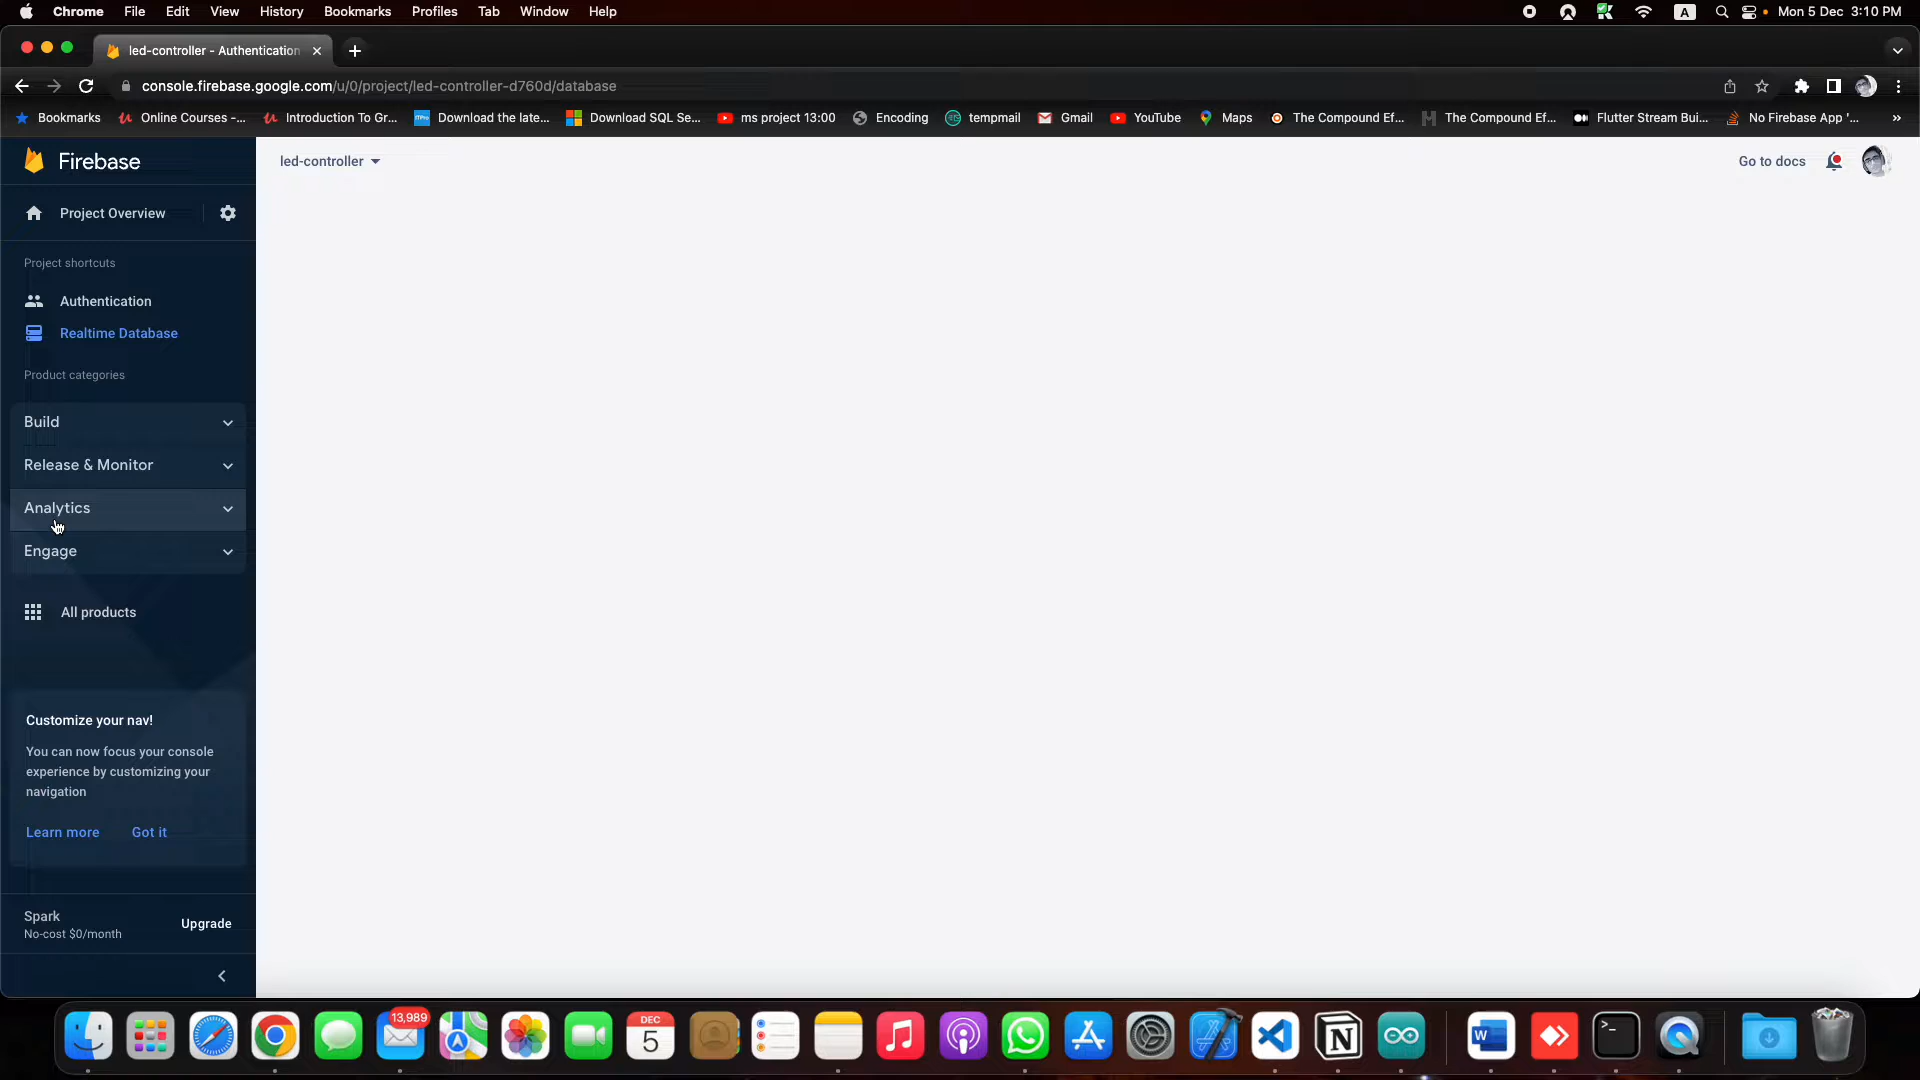 Chrome File Edit View History Bookmarks Profiles Tab Window Help A Mon 5 Dec 3:10 PM
led-controller - Authentication
console.firebase.google.com/u/0/project/led-controller-d760d/database
Bookmarks Online Courses -... Introduction To Gr... Download the late... Download SQL Se... ms project 13:00 Encoding tempmail Gmail YouTube Maps The Compound Ef... The Compound Ef... Flutter Stream Bui... No Firebase App '... »
Firebase led-controller Go to docs
Project Overview
Project shortcuts
Authentication
Realtime Database
Product categories
Build
Release & Monitor
Analytics
Engage
All products
Customize your nav!
You can now focus your console
experience by customizing your
navigation
Learn more Got it
Spark
No-cost $0/month
Upgrade
13,989
DEC
5